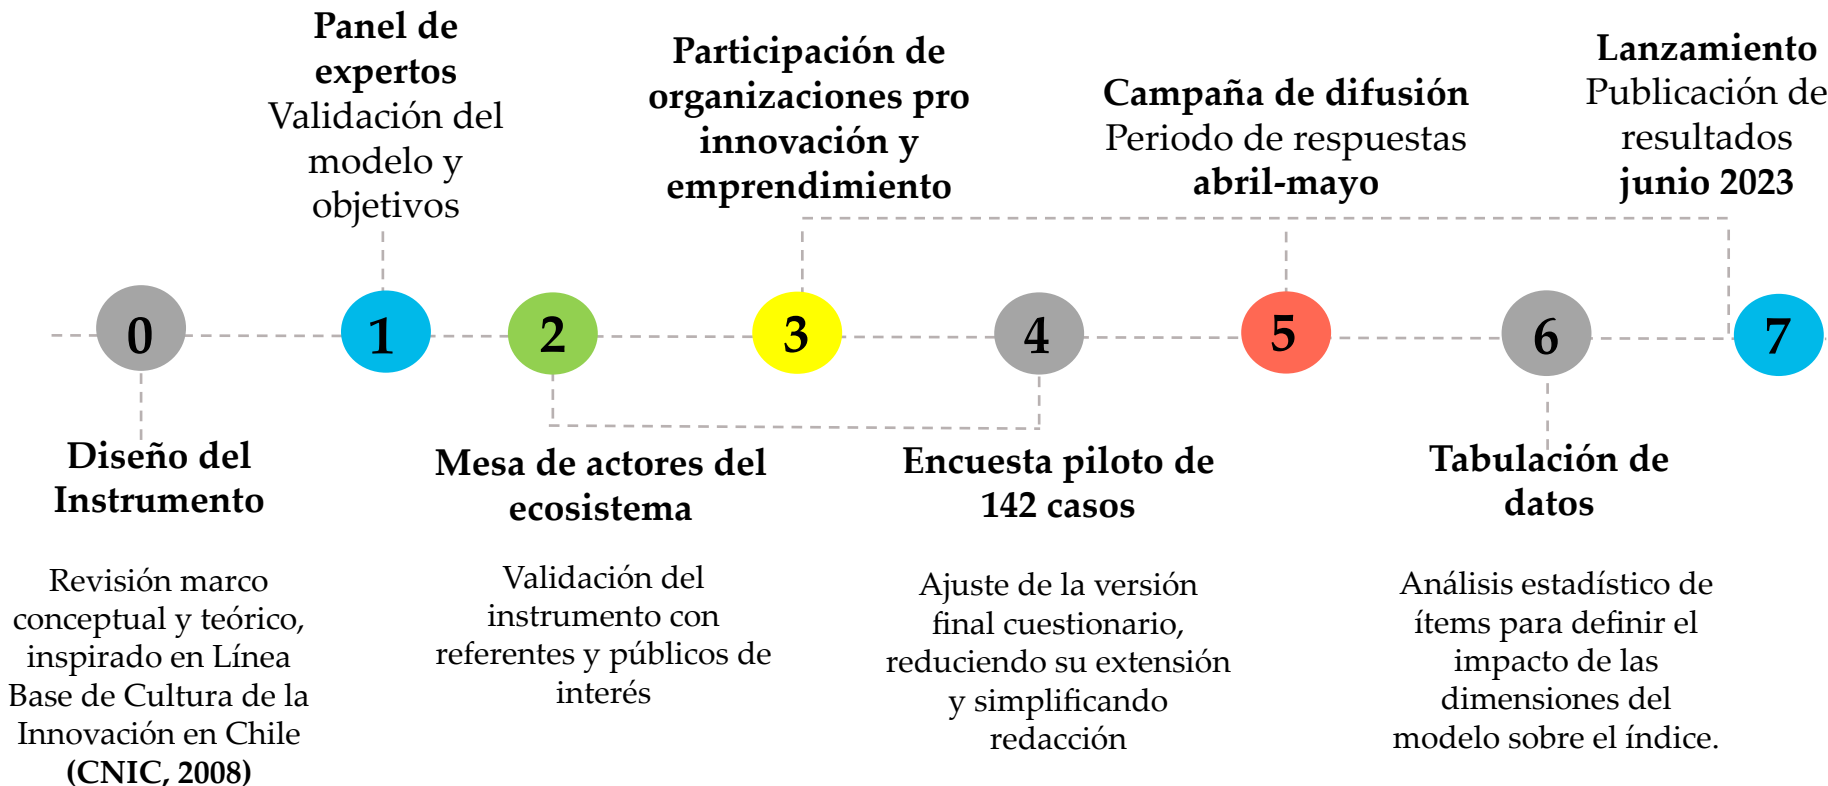 Panel de
expertos
Validación del
modelo y
objetivos
Participación de
organizaciones pro
innovación y
emprendimiento
Campaña de difusión
Periodo de respuestas
abril-mayo
Lanzamiento
Publicación de
resultados
junio 2023
0
1
2
3
4
5
6
7
Diseño del
Instrumento
Revisión marco
conceptual y teórico,
inspirado en Línea
Base de Cultura de la
Innovación en Chile
(CNIC, 2008)
Mesa de actores del
ecosistema
Validación del
instrumento con
referentes y públicos de
interés
Encuesta piloto de
142 casos
Ajuste de la versión
final cuestionario,
reduciendo su extensión
y simplificando
redacción
Tabulación de
datos
Análisis estadístico de
ítems para definir el
impacto de las
dimensiones del
modelo sobre el índice.